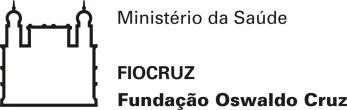 Ministério da Saúde
FIOCRUZ
Fundação Oswaldo Cruz